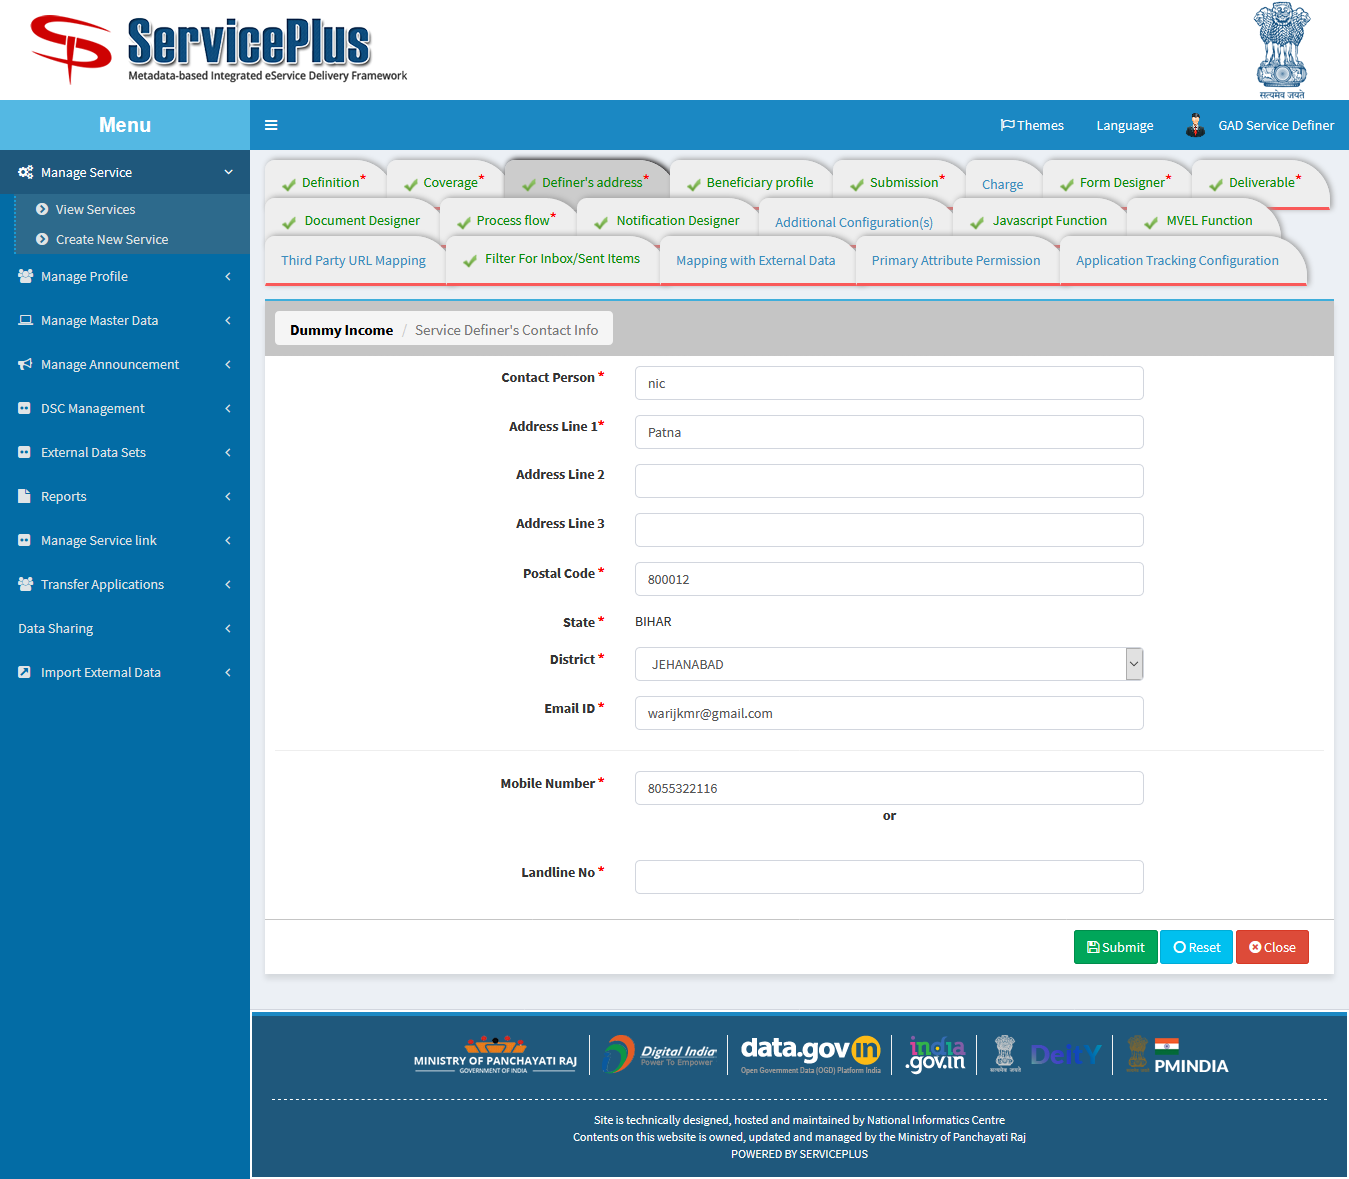 ServicePlus
Metadata-based Integrated eService Delivery Framework
सत्यमेव जयते
Menu
Themes
Language
GAD Service Definer
Manage Service
View Services
Create New Service
Manage Profile
Manage Master Data
Manage Announcement
DSC Management
External Data Sets
Reports
Manage Service link
Transfer Applications
Data Sharing
Import External Data
Definition*
Coverage*
Definer's address*
Beneficiary profile
Submission*
Charge
Form Designer*
Deliverable*
Document Designer
Process flow*
Notification Designer
Additional Configuration(s)
Javascript Function
MVEL Function
Third Party URL Mapping
Filter For Inbox/Sent Items
Mapping with External Data
Primary Attribute Permission
Application Tracking Configuration
Dummy Income / Service Definer's Contact Info
Contact Person * nic
Address Line 1* Patna
Address Line 2
Address Line 3
Postal Code * 800012
State * BIHAR
District * JEHANABAD
Email ID * warijkmr@gmail.com
Mobile Number * 8055322116
or
Landline No *
Submit Reset Close
MINISTRY OF PANCHAYATI RAJ
GOVERNMENT OF INDIA
Digital India
Power To Empower
data.gov in
Open Government Data (OGD) Platform India
india
.gov.in
सत्यमेव जयते
DeitY
PMINDIA
Site is technically designed, hosted and maintained by National Informatics Centre
Contents on this website is owned, updated and managed by the Ministry of Panchayati Raj
POWERED BY SERVICEPLUS